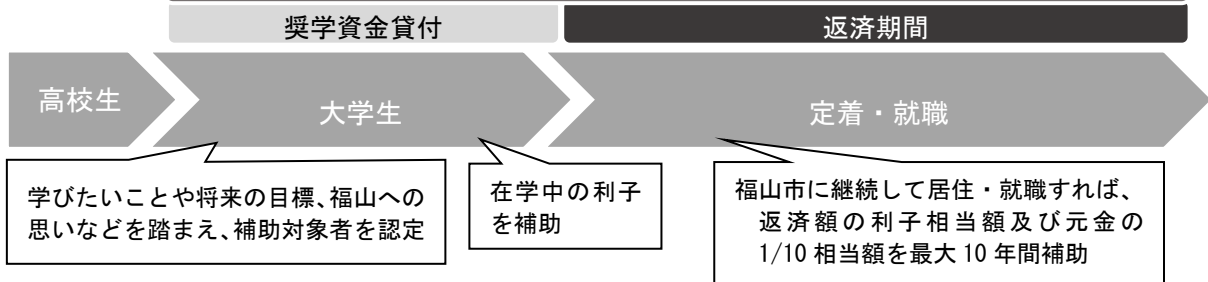 奨学資金貸付
返済期間
高校生
大学生
定着・就職
学びたいことや将来の目標、福山への
思いなどを踏まえ、補助対象者を認定
在学中の利子
を補助
福山市に継続して居住・就職すれば、
返済額の利子相当額及び元金の
1/10 相当額を最大 10 年間補助